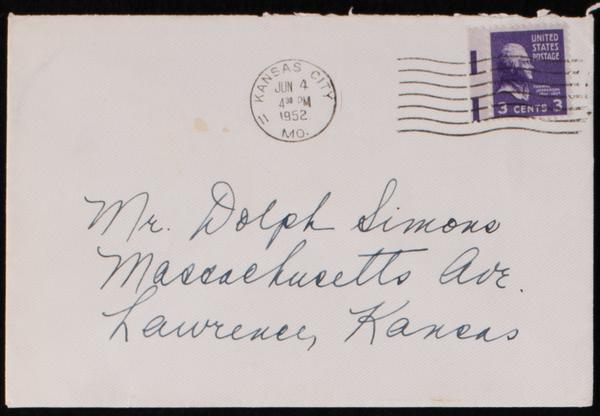 KANSAS CITY
JUN 4
4 30 PM
1952
11
MO.
UNITED
STATES
POSTAGE
3 CENTS 3
Mr. Dolph Simons
Massachusetts Ave.
Lawrence, Kansas